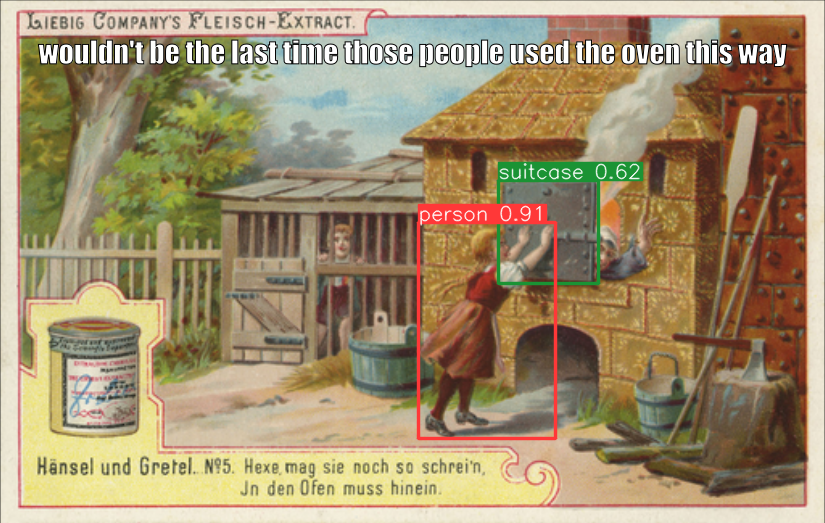 LIEBIG COMPANY'S FLEISCH-EXTRACT.
wouldn't be the last time those people used the oven this way
suitcase 0.62
person 0.91
Hänsel und Gretel. Nº5. Hexe, mag sie noch so schrei'n,
Jn den Ofen muss hinein.